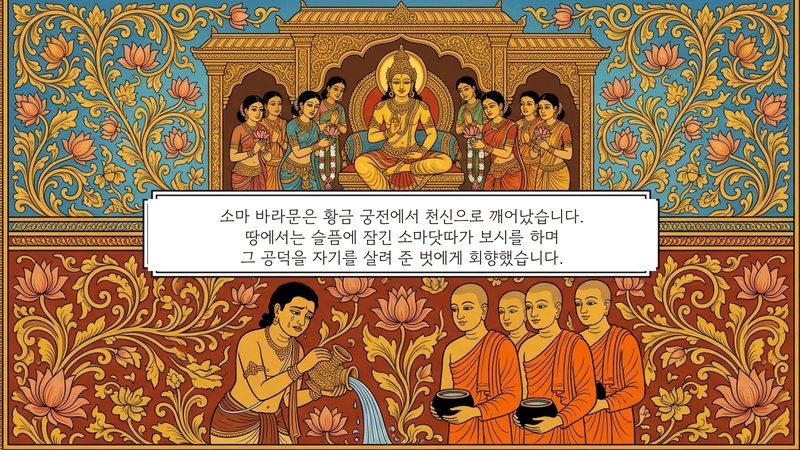 소마 바라문은 황금 궁전에서 천신으로 깨어났습니다.
땅에서는 슬픔에 잠긴 소마닷따가 보시를 하며
그 공덕을 자기를 살려 준 벗에게 회향했습니다.